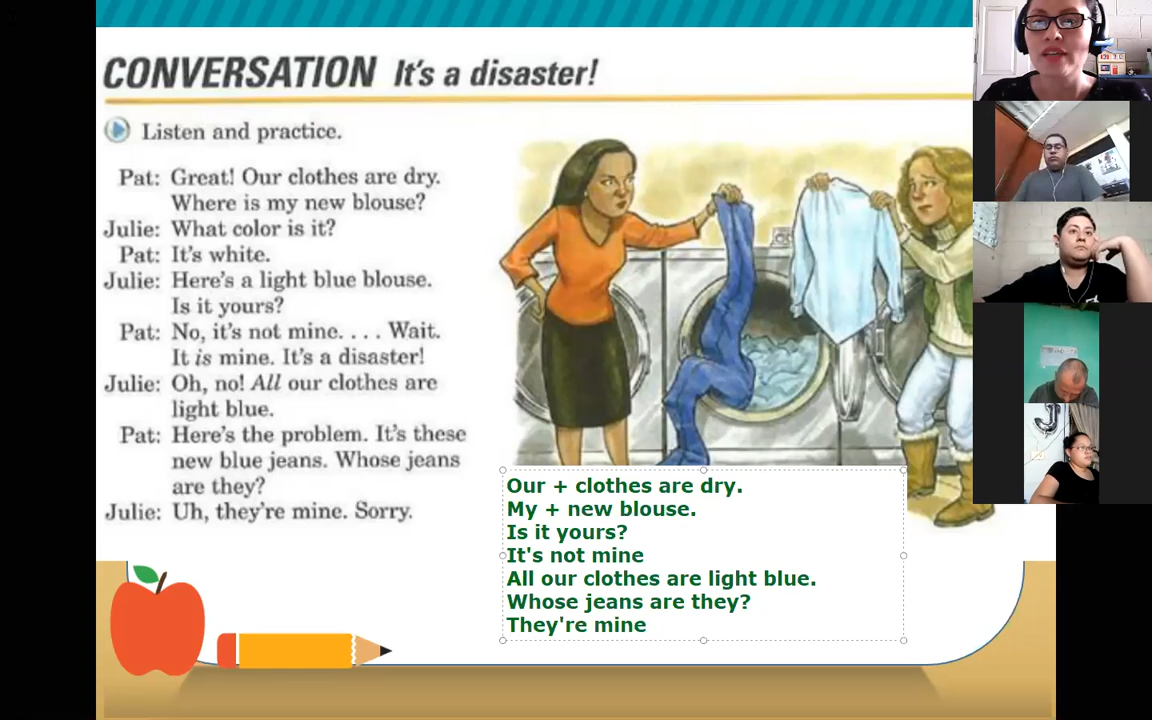 CONVERSATION It's a disaster!
Listen and practice.
Pat: Great! Our clothes are dry.
Where is my new blouse?
Julie: What color is it?
Pat: It's white.
Julie: Here's a light blue blouse.
Is it yours?
Pat: No, it's not mine. . . . Wait.
It is mine. It's a disaster!
Julie: Oh, no! All our clothes are
light blue.
Pat: Here's the problem. It's these
new blue jeans. Whose jeans
are they?
Julie: Uh, they're mine. Sorry.
Our + clothes are dry.
My + new blouse.
Is it yours?
It's not mine
All our clothes are light blue.
Whose jeans are they?
They're mine